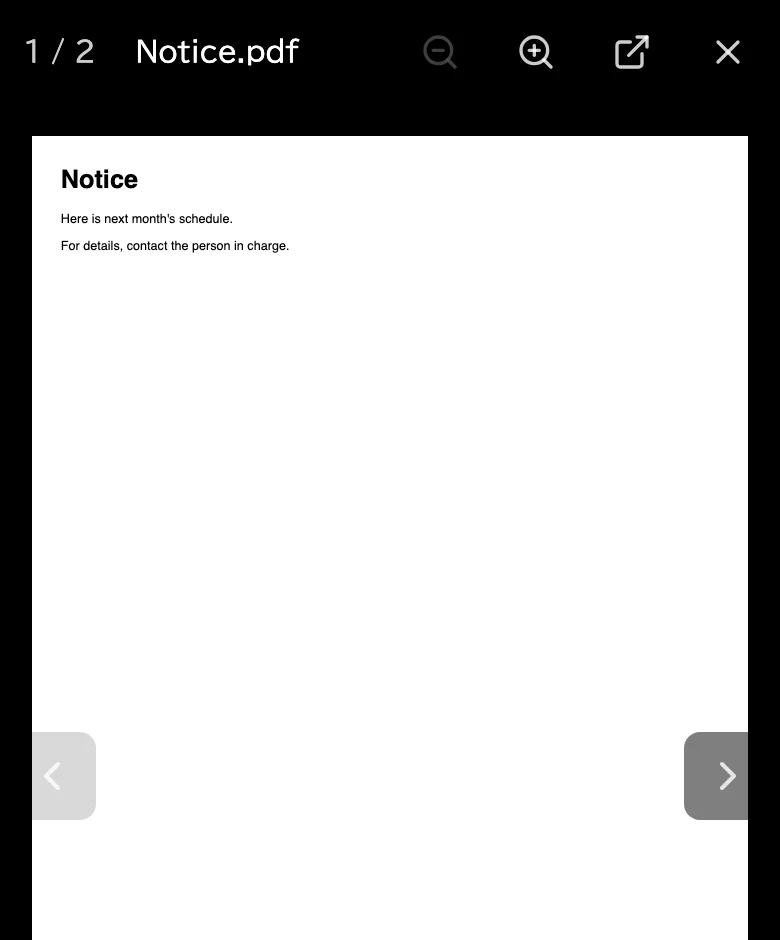 1 / 2 Notice.pdf
Notice
Here is next month's schedule.
For details, contact the person in charge.